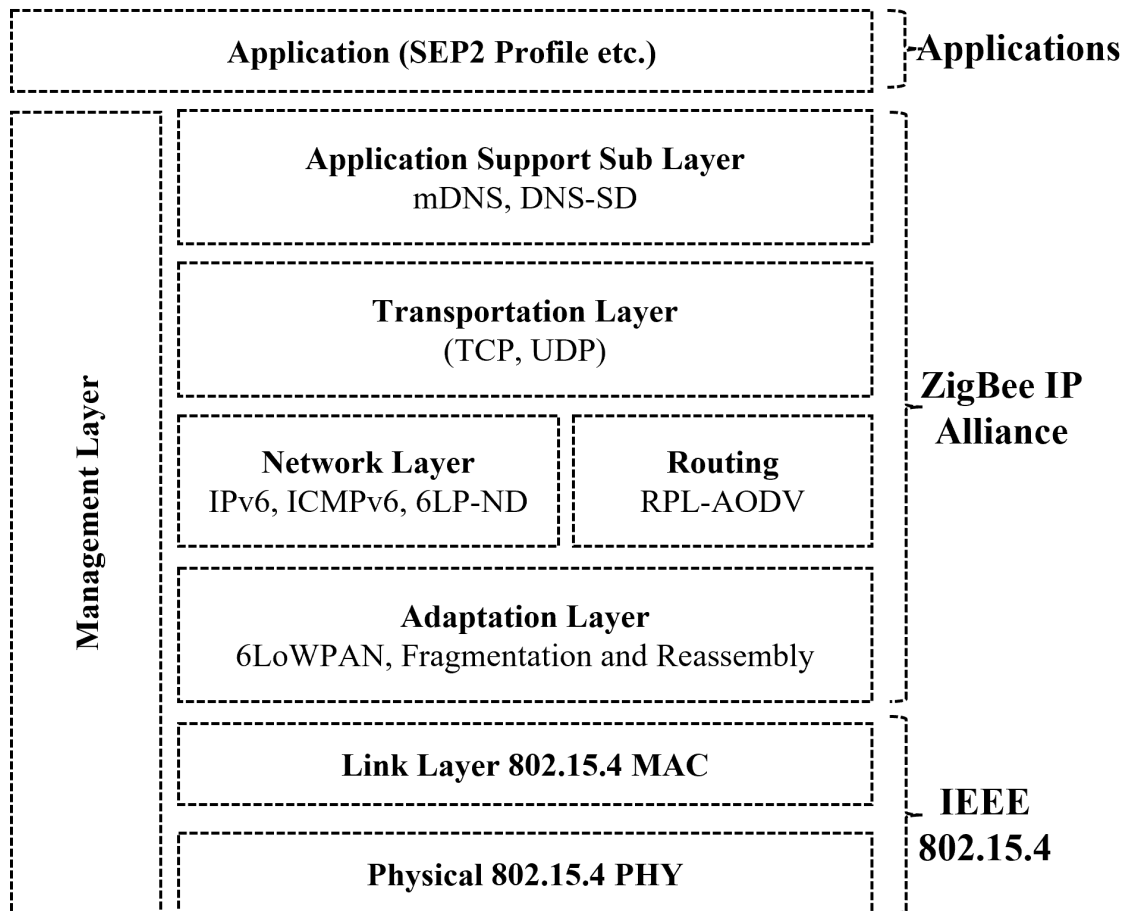 Application (SEP2 Profile etc.)
Applications
Management Layer
Application Support Sub Layer
mDNS, DNS-SD
Transportation Layer
(TCP, UDP)
Network Layer
IPv6, ICMPv6, 6LP-ND
Routing
RPL-AODV
Adaptation Layer
6LoWPAN, Fragmentation and Reassembly
ZigBee IP
Alliance
Link Layer 802.15.4 MAC
Physical 802.15.4 PHY
IEEE
802.15.4